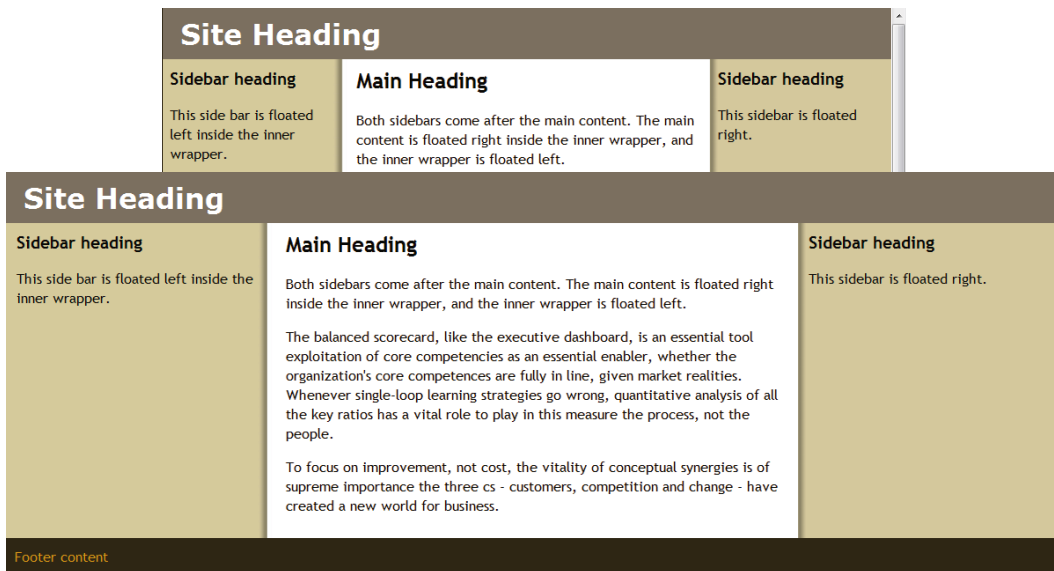 Site Heading
Sidebar heading
This side bar is floated
left inside the inner
wrapper.
Main Heading
Both sidebars come after the main content. The main
content is floated right inside the inner wrapper, and
the inner wrapper is floated left.
Sidebar heading
This sidebar is floated
right.
Site Heading
Sidebar heading
This side bar is floated left inside the
inner wrapper.
Main Heading
Both sidebars come after the main content. The main content is floated right
inside the inner wrapper, and the inner wrapper is floated left.
The balanced scorecard, like the executive dashboard, is an essential tool
exploitation of core competencies as an essential enabler, whether the
organization's core competences are fully in line, given market realities.
Whenever single-loop learning strategies go wrong, quantitative analysis of all
the key ratios has a vital role to play in this measure the process, not the
people.
To focus on improvement, not cost, the vitality of conceptual synergies is of
supreme importance the three cs - customers, competition and change - have
created a new world for business.
Sidebar heading
This sidebar is floated right.
Footer content